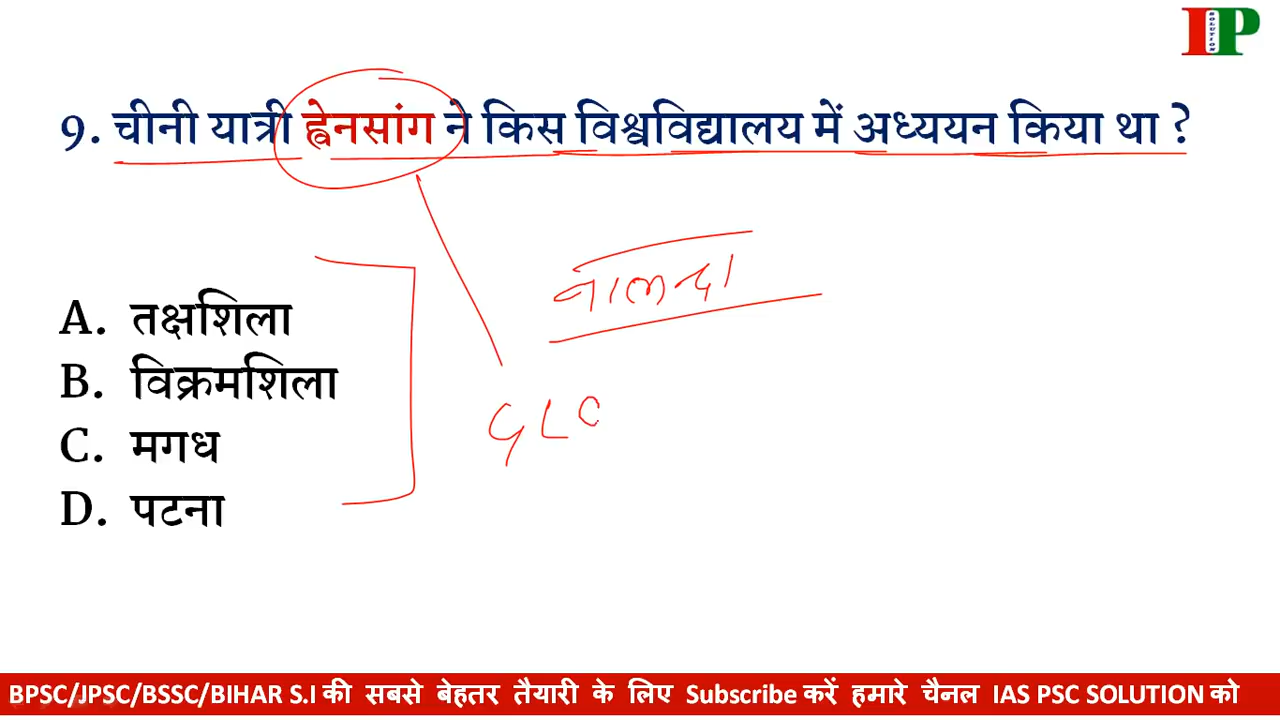 I SOLUTION P
9. चीनी यात्री ह्वेनसांग ने किस विश्वविद्यालय में अध्ययन किया था ?
नालन्दा
A. तक्षशिला
B. विक्रमशिला
C. मगध
D. पटना
BPSC/JPSC/BSSC/BIHAR S.I की सबसे बेहतर तैयारी के लिए Subscribe करें हमारे चैनल IAS PSC SOLUTION को